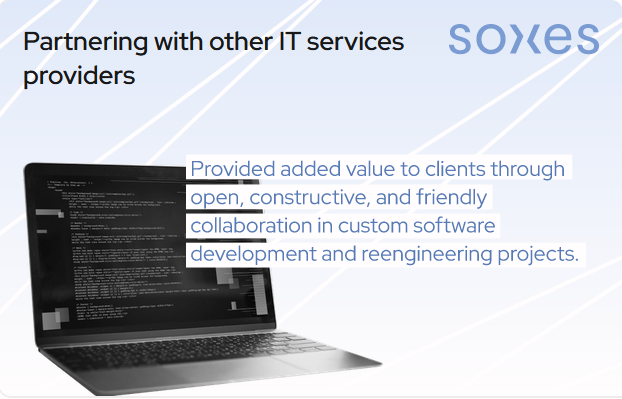 Partnering with other IT services
providers
soxes
Provided added value to clients through
open, constructive, and friendly
collaboration in custom software
development and reengineering projects.